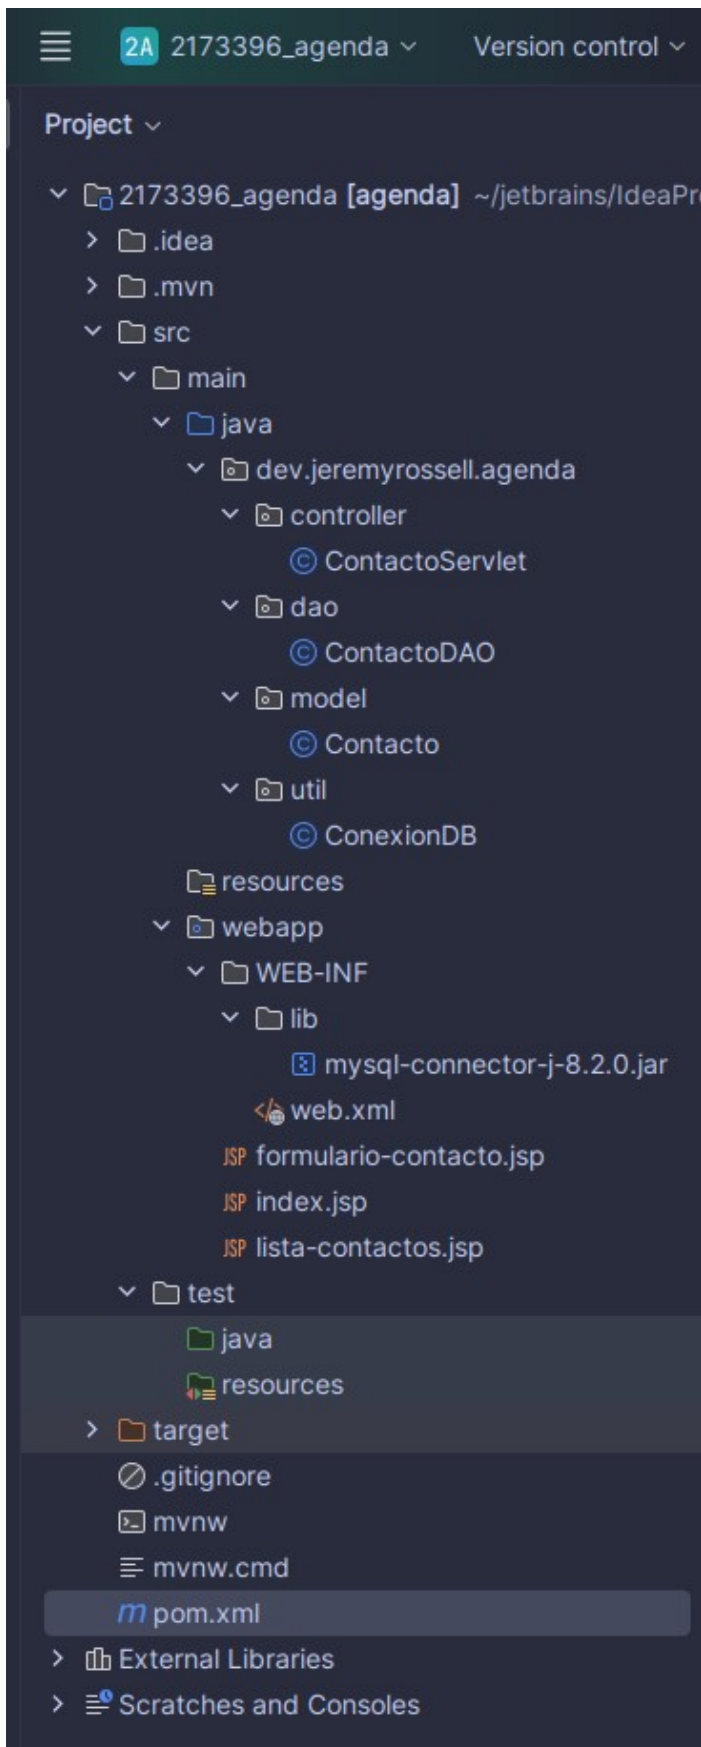 2A 2173396_agenda Version control
Project
2173396_agenda [agenda] ~/jetbrains/IdeaPr
.idea
.mvn
src
main
java
dev.jeremyrossell.agenda
controller
ContactoServlet
dao
ContactoDAO
model
Contacto
util
ConexionDB
resources
webapp
WEB-INF
lib
mysql-connector-j-8.2.0.jar
web.xml
JSP formulario-contacto.jsp
JSP index.jsp
JSP lista-contactos.jsp
test
java
resources
target
.gitignore
mvnw
mvnw.cmd
m pom.xml
External Libraries
Scratches and Consoles